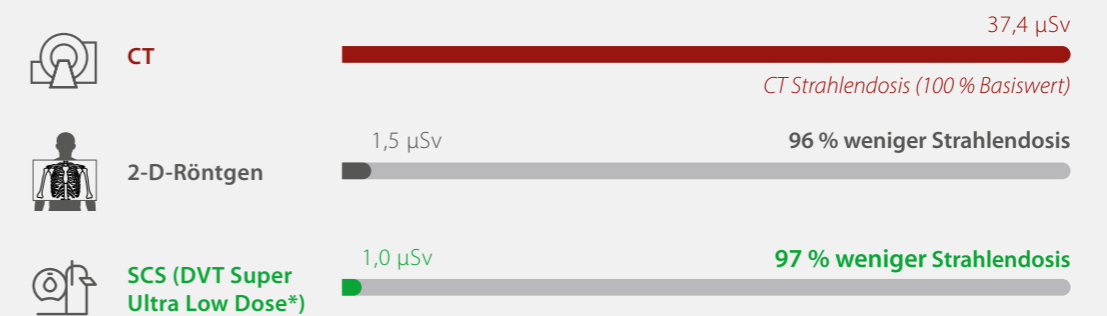 37,4 µSv
CT
CT Strahlendosis (100 % Basiswert)
1,5 µSv
96 % weniger Strahlendosis
2-D-Röntgen
1,0 µSv
97 % weniger Strahlendosis
SCS (DVT Super
Ultra Low Dose*)